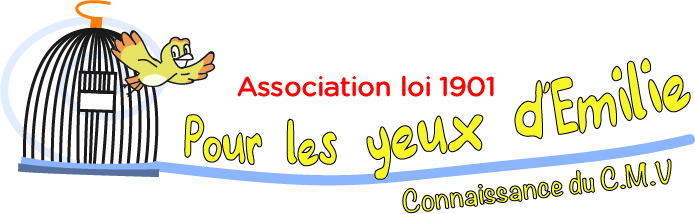 Association loi 1901
Pour les yeux d'Emilie
Connaissance du C.M.V